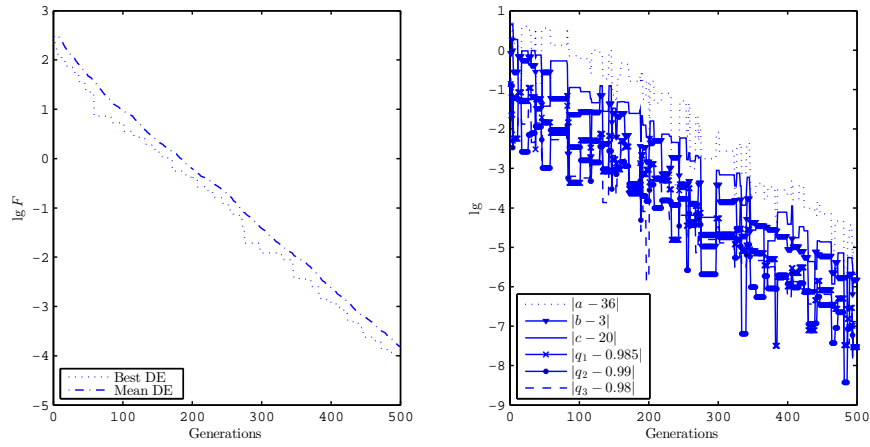 3
2
1
0
−1
−2
−3
−4
−5
lg F
0 100 200 300 400 500
Generations
Best DE
Mean DE
1
0
−1
−2
−3
−4
−5
−6
−7
−8
−9
lg
0 100 200 300 400 500
Generations
|a − 36|
|b − 3|
|c − 20|
|q₁ − 0.985|
|q₂ − 0.99|
|q₃ − 0.98|